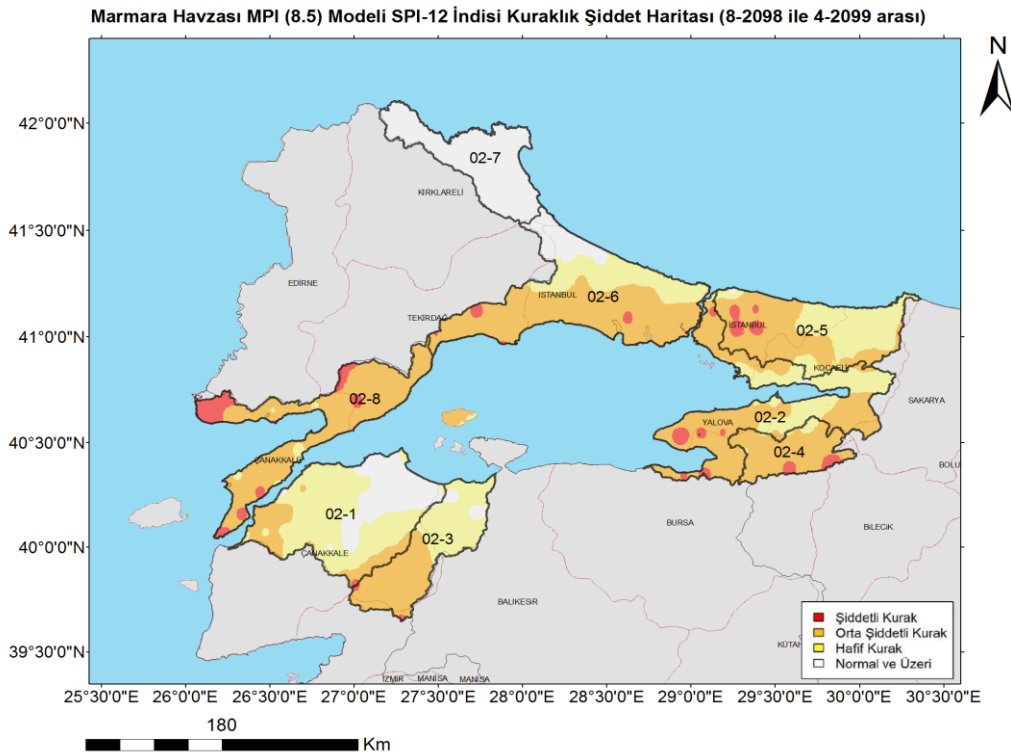 Marmara Havzası MPI (8.5) Modeli SPI-12 İndisi Kuraklık Şiddet Haritası (8-2098 ile 4-2099 arası)
N
42°0'0"N
02-7
KIRKLARELİ
41°30'0"N
EDİRNE
İSTANBUL
02-6
TEKİRDAĞ
İSTANBUL
02-5
41°0'0"N
KOCAELİ
02-8
SAKARYA
YALOVA
02-2
40°30'0"N
02-4
ÇANAKKALE
BOLU
02-1
BURSA
BİLECİK
02-3
40°0'0"N
ÇANAKKALE
BALIKESİR
Şiddetli Kurak
Orta Şiddetli Kurak
Hafif Kurak
Normal ve Üzeri
KÜTAH
39°30'0"N
İZMİR
MANİSA
MANİSA
25°30'0"E
26°0'0"E
26°30'0"E
27°0'0"E
27°30'0"E
28°0'0"E
28°30'0"E
29°0'0"E
29°30'0"E
30°0'0"E
30°30'0"E
180
Km